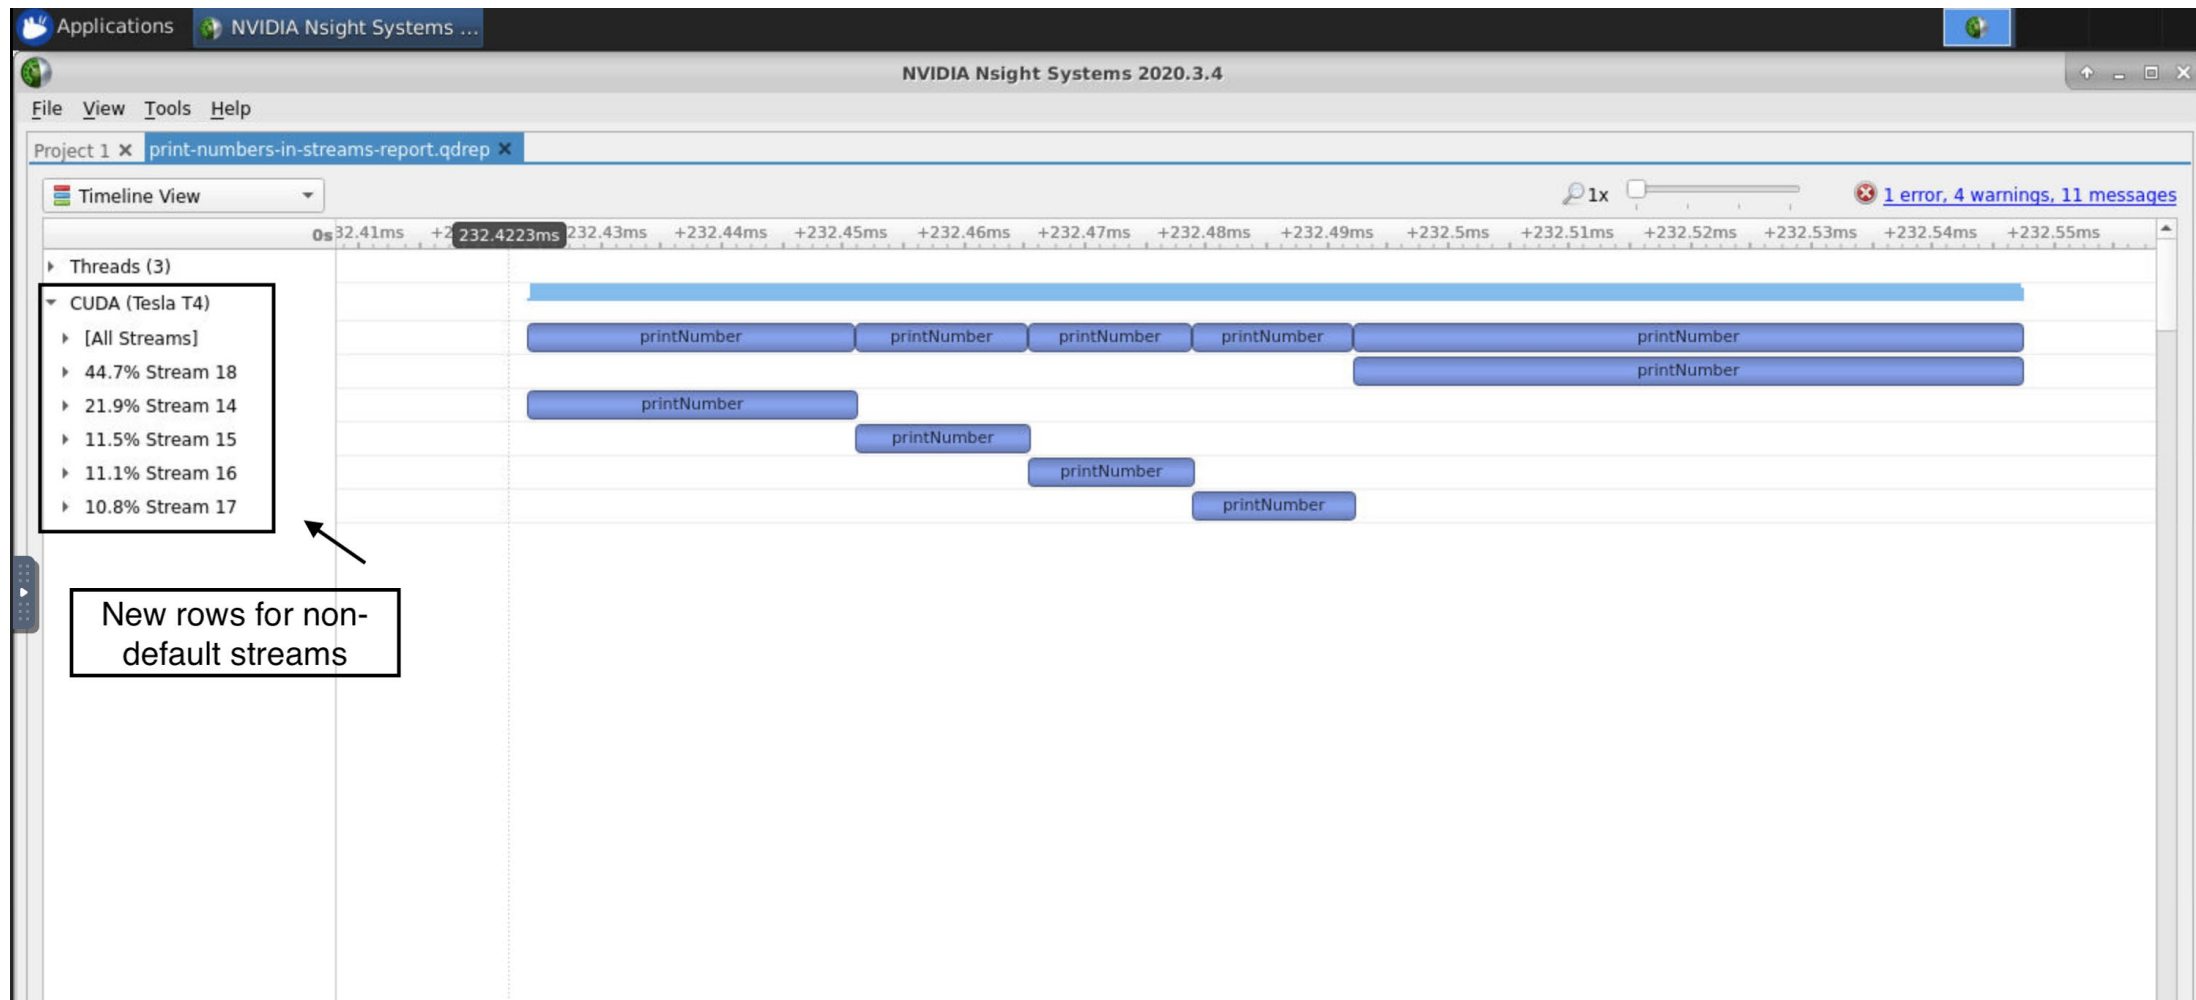 Applications NVIDIA Nsight Systems ...
NVIDIA Nsight Systems 2020.3.4
File View Tools Help
Project 1 print-numbers-in-streams-report.qdrep
Timeline View 1x 1 error, 4 warnings, 11 messages
0s 32.41ms +2 232.4223ms 232.43ms +232.44ms +232.45ms +232.46ms +232.47ms +232.48ms +232.49ms +232.5ms +232.51ms +232.52ms +232.53ms +232.54ms +232.55ms
Threads (3)
CUDA (Tesla T4)
[All Streams] printNumber printNumber printNumber printNumber printNumber
44.7% Stream 18 printNumber
21.9% Stream 14 printNumber
11.5% Stream 15 printNumber
11.1% Stream 16 printNumber
10.8% Stream 17 printNumber
New rows for non-
default streams